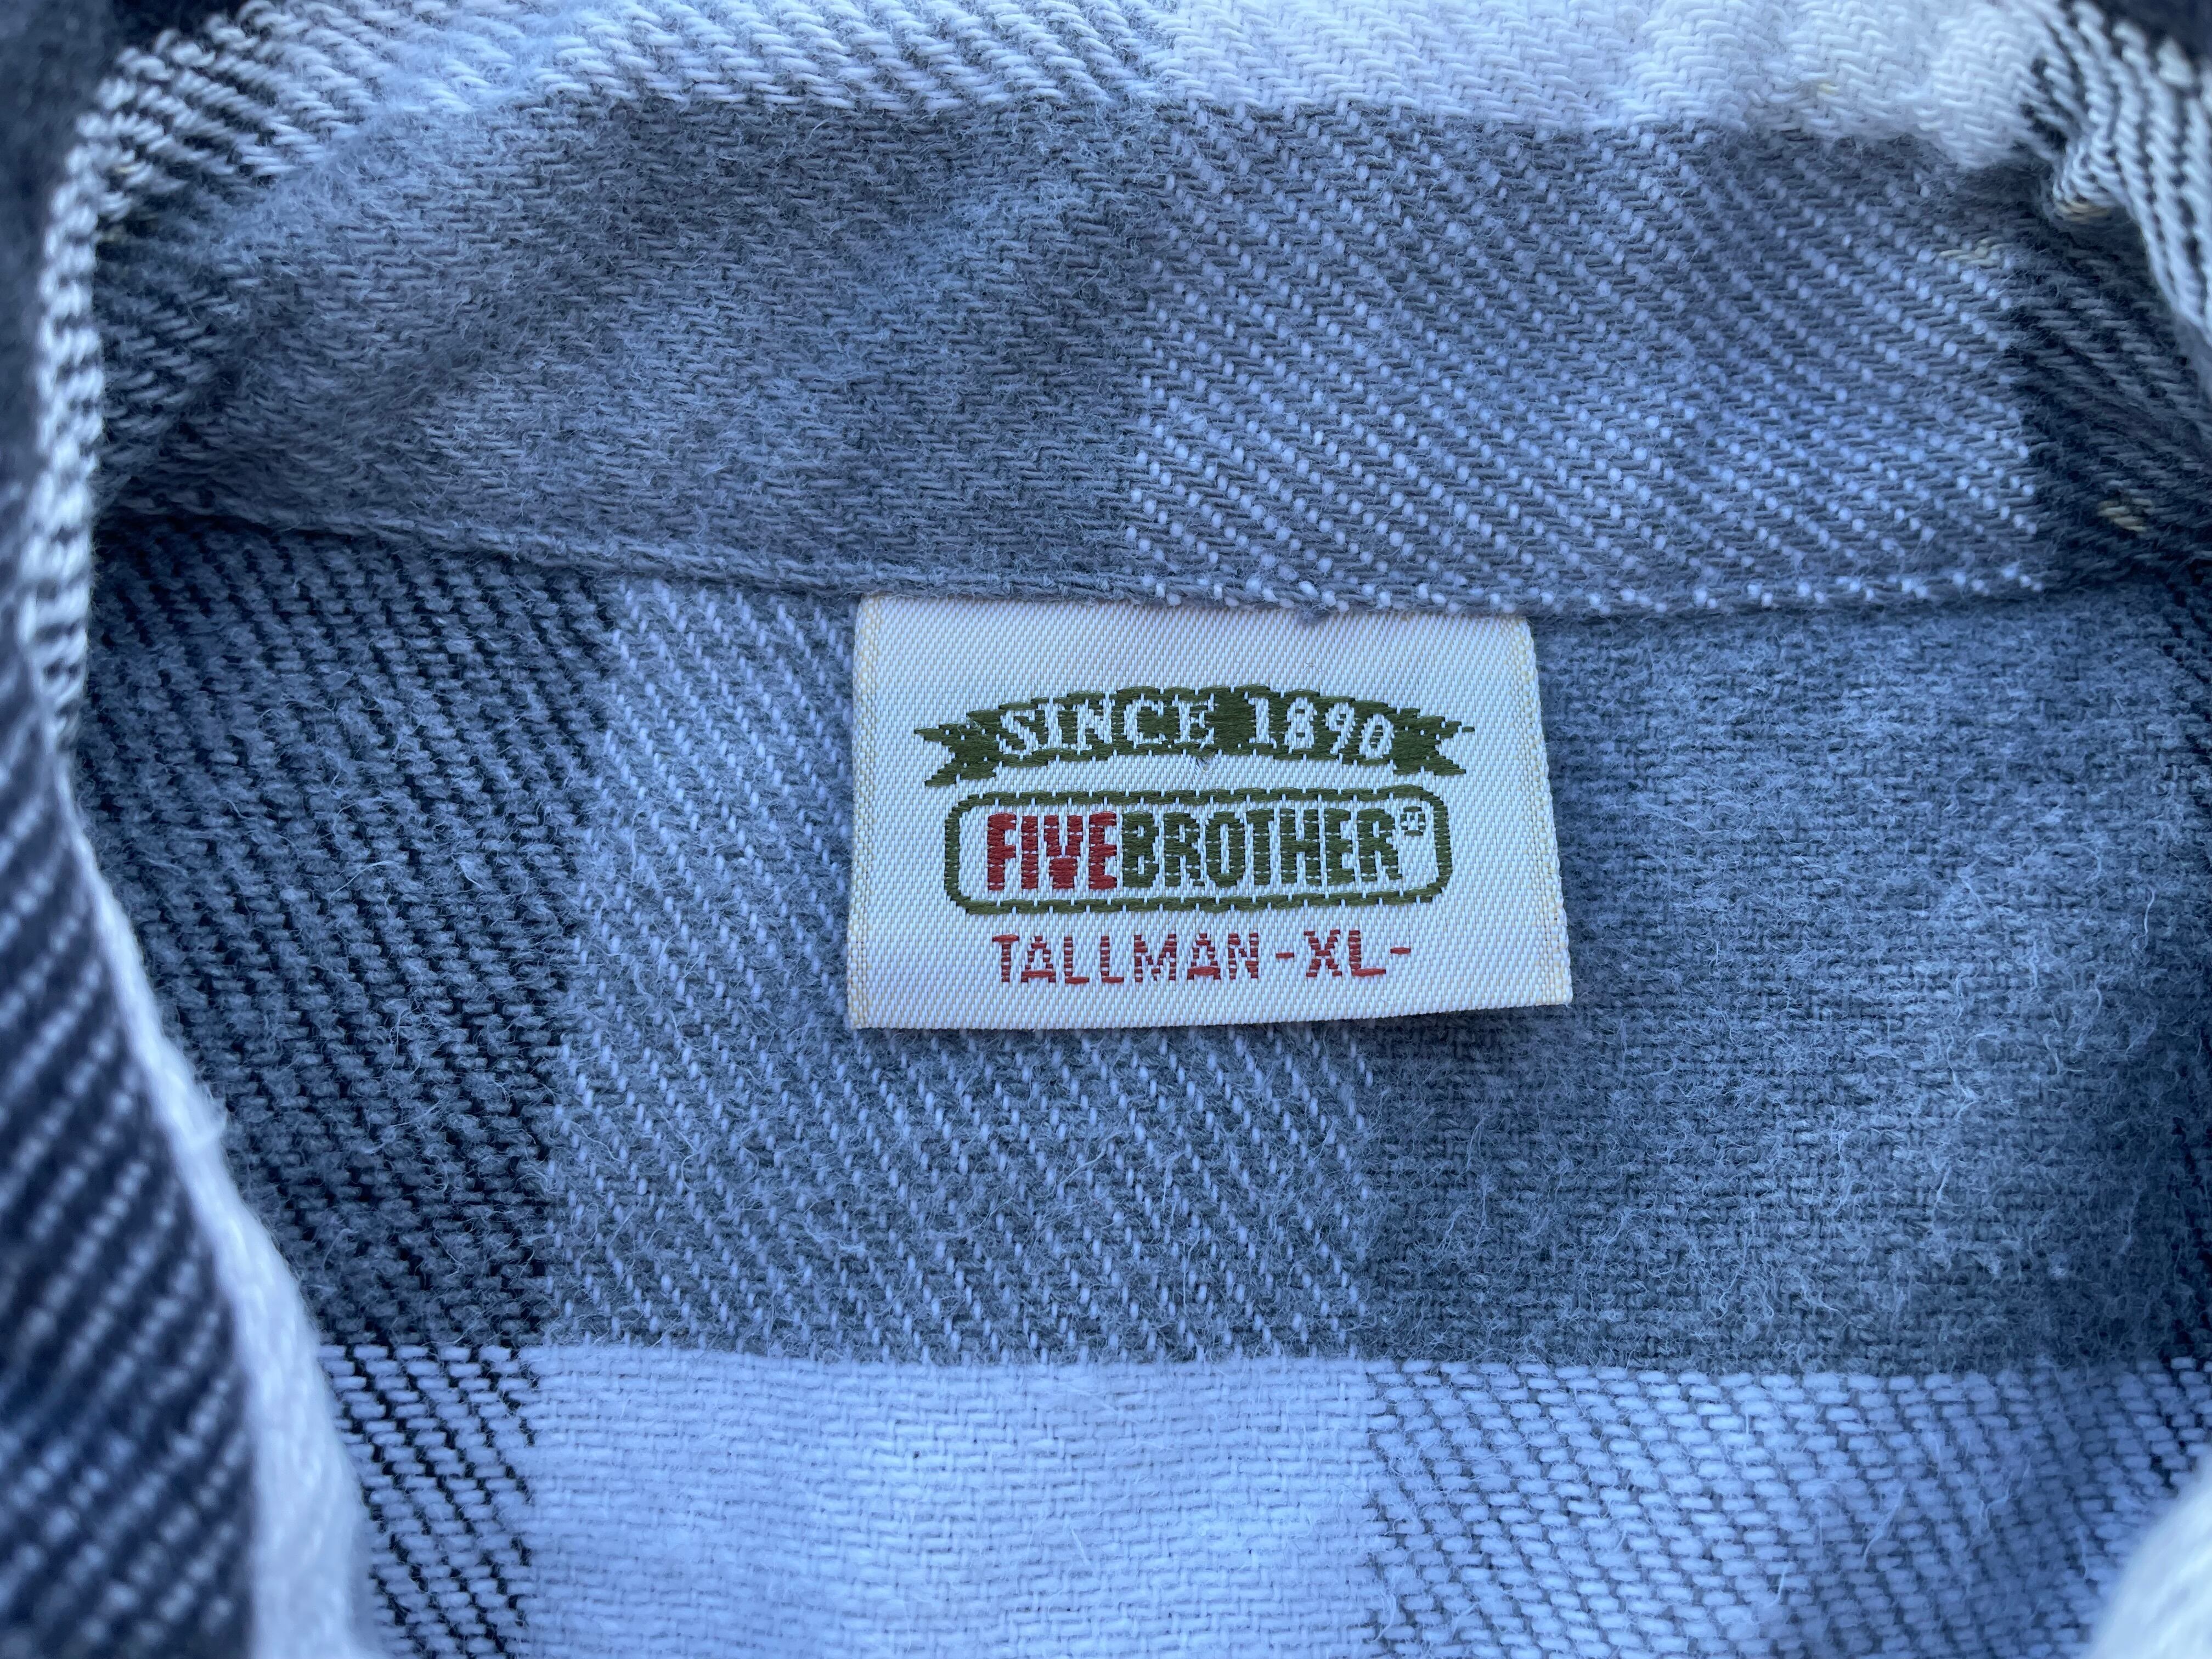 SINCE 1890
FIVEBROTHER®
TALLMAN -XL-